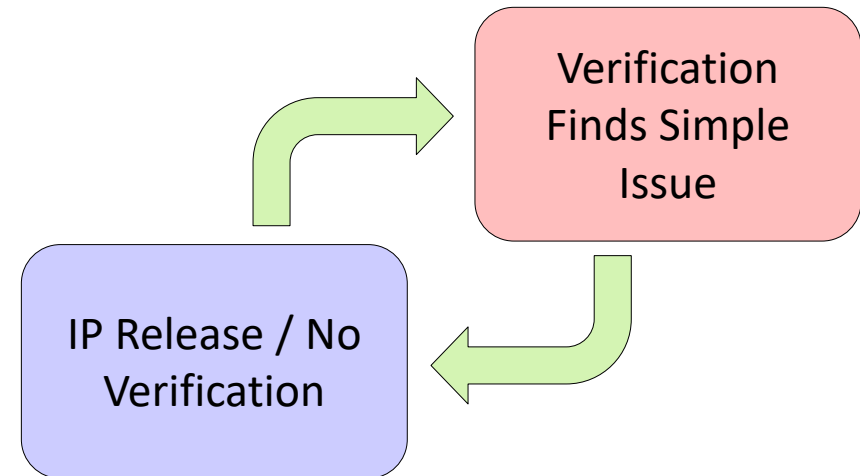 Verification
Finds Simple
Issue
IP Release / No
Verification